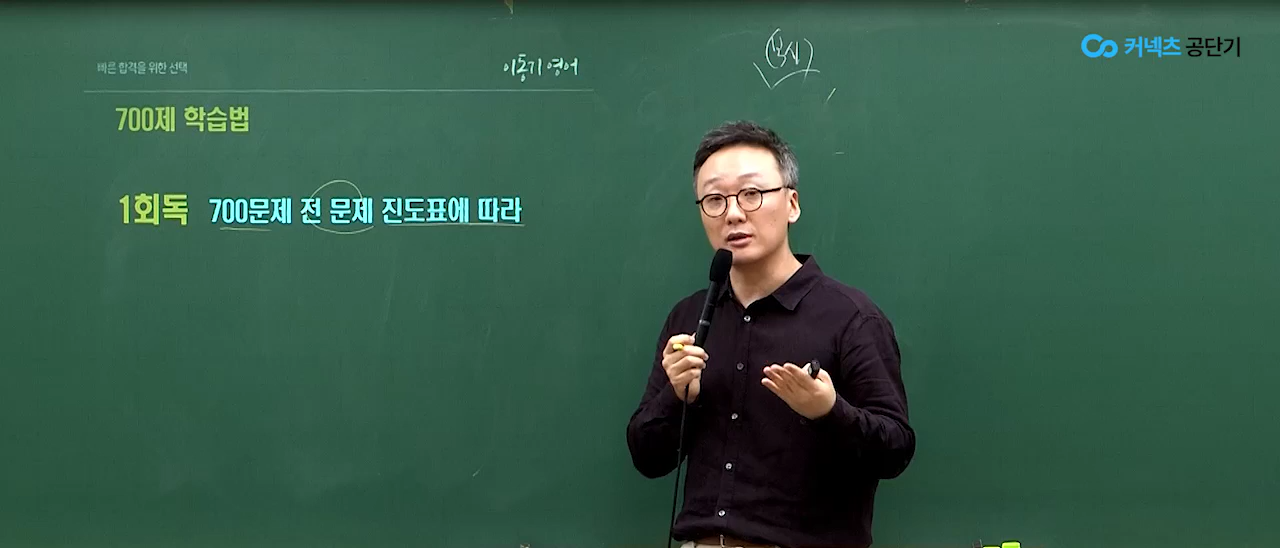 빠른 합격을 위한 선택
이동기 영어
(복습)
커넥츠 공단기
700제 학습법
1회독 700문제 전 문제 진도표에 따라